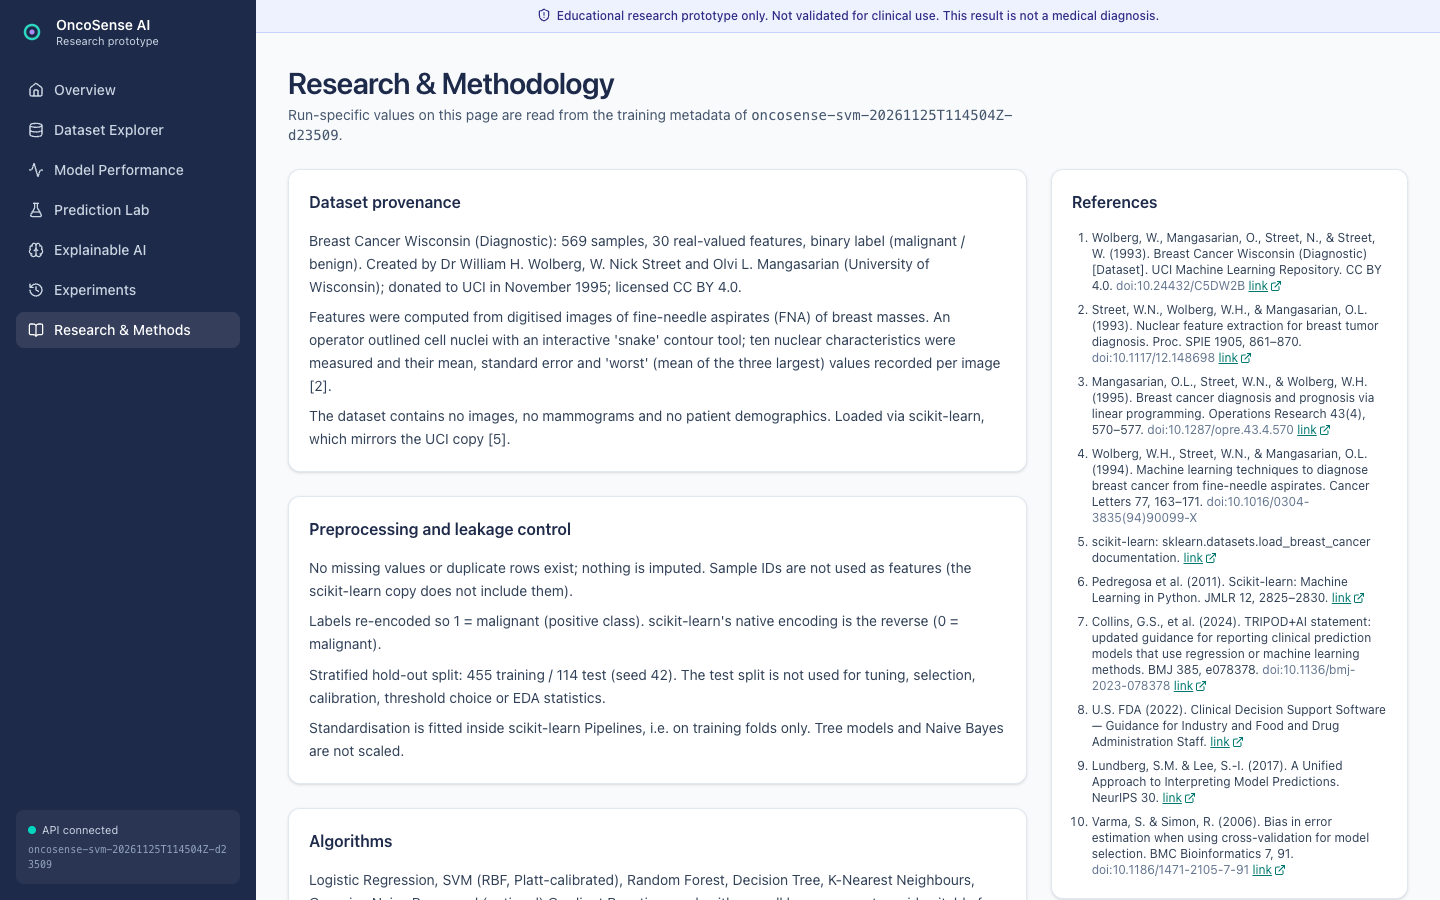 OncoSense AI
Research prototype
Overview
Dataset Explorer
Model Performance
Prediction Lab
Explainable AI
Experiments
Research & Methods
API connected
oncosense-svm-20261125T114504Z-d2
3509
Educational research prototype only. Not validated for clinical use. This result is not a medical diagnosis.
Research & Methodology
Run-specific values on this page are read from the training metadata of oncosense-svm-20261125T114504Z-
d23509.
Dataset provenance
Breast Cancer Wisconsin (Diagnostic): 569 samples, 30 real-valued features, binary label (malignant /
benign). Created by Dr William H. Wolberg, W. Nick Street and Olvi L. Mangasarian (University of
Wisconsin); donated to UCI in November 1995; licensed CC BY 4.0.
Features were computed from digitised images of fine-needle aspirates (FNA) of breast masses. An
operator outlined cell nuclei with an interactive 'snake' contour tool; ten nuclear characteristics were
measured and their mean, standard error and 'worst' (mean of the three largest) values recorded per image
[2].
The dataset contains no images, no mammograms and no patient demographics. Loaded via scikit-learn,
which mirrors the UCI copy [5].
Preprocessing and leakage control
No missing values or duplicate rows exist; nothing is imputed. Sample IDs are not used as features (the
scikit-learn copy does not include them).
Labels re-encoded so 1 = malignant (positive class). scikit-learn's native encoding is the reverse (0 =
malignant).
Stratified hold-out split: 455 training / 114 test (seed 42). The test split is not used for tuning, selection,
calibration, threshold choice or EDA statistics.
Standardisation is fitted inside scikit-learn Pipelines, i.e. on training folds only. Tree models and Naive Bayes
are not scaled.
Algorithms
Logistic Regression, SVM (RBF, Platt-calibrated), Random Forest, Decision Tree, K-Nearest Neighbours,
References
1. Wolberg, W., Mangasarian, O., Street, N., & Street,
W. (1993). Breast Cancer Wisconsin (Diagnostic)
[Dataset]. UCI Machine Learning Repository. CC BY
4.0. doi:10.24432/C5DW2B link
2. Street, W.N., Wolberg, W.H., & Mangasarian, O.L.
(1993). Nuclear feature extraction for breast tumor
diagnosis. Proc. SPIE 1905, 861–870.
doi:10.1117/12.148698 link
3. Mangasarian, O.L., Street, W.N., & Wolberg, W.H.
(1995). Breast cancer diagnosis and prognosis via
linear programming. Operations Research 43(4),
570–577. doi:10.1287/opre.43.4.570 link
4. Wolberg, W.H., Street, W.N., & Mangasarian, O.L.
(1994). Machine learning techniques to diagnose
breast cancer from fine-needle aspirates. Cancer
Letters 77, 163–171. doi:10.1016/0304-
3835(94)90099-X
5. scikit-learn: sklearn.datasets.load_breast_cancer
documentation. link
6. Pedregosa et al. (2011). Scikit-learn: Machine
Learning in Python. JMLR 12, 2825–2830. link
7. Collins, G.S., et al. (2024). TRIPOD+AI statement:
updated guidance for reporting clinical prediction
models that use regression or machine learning
methods. BMJ 385, e078378. doi:10.1136/bmj-
2023-078378 link
8. U.S. FDA (2022). Clinical Decision Support Software
— Guidance for Industry and Food and Drug
Administration Staff. link
9. Lundberg, S.M. & Lee, S.-I. (2017). A Unified
Approach to Interpreting Model Predictions.
NeurIPS 30. link
10. Varma, S. & Simon, R. (2006). Bias in error
estimation when using cross-validation for model
selection. BMC Bioinformatics 7, 91.
doi:10.1186/1471-2105-7-91 link